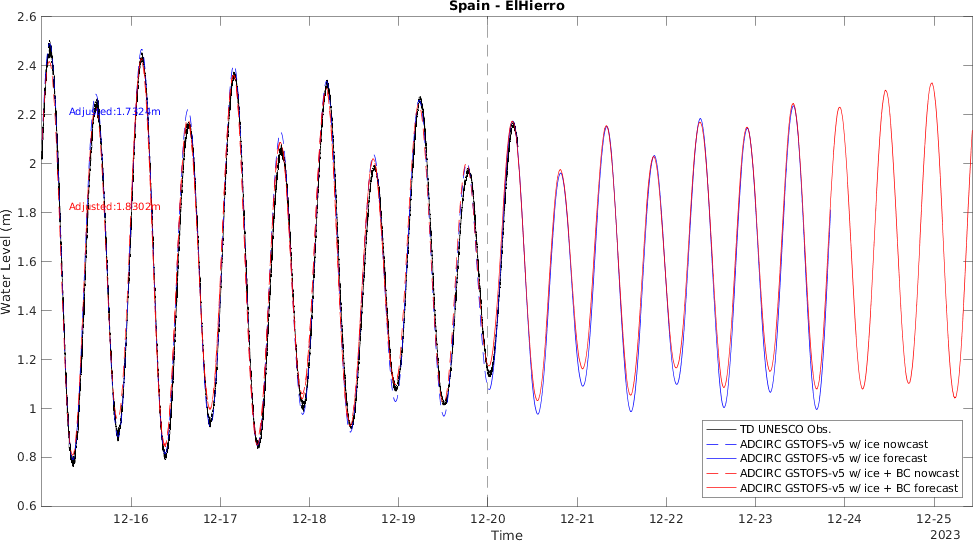 Spain - ElHierro
2.6
2.4
2.2
2
1.8
1.6
1.4
1.2
1
0.8
0.6
Water Level (m)
Adjusted:1.7324m
Adjusted:1.8302m
TD UNESCO Obs.
ADCIRC GSTOFS-v5 w/ ice nowcast
ADCIRC GSTOFS-v5 w/ ice forecast
ADCIRC GSTOFS-v5 w/ ice + BC nowcast
ADCIRC GSTOFS-v5 w/ ice + BC forecast
12-16 12-17 12-18 12-19 12-20 12-21 12-22 12-23 12-24 12-25
Time
2023